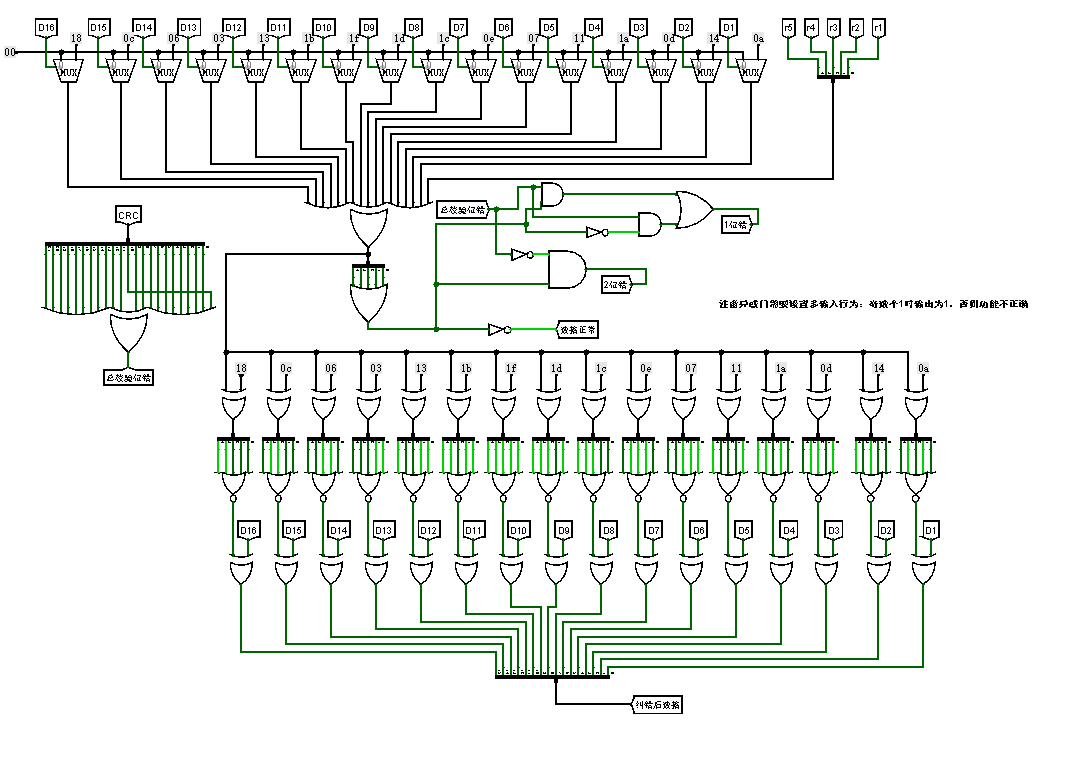 D16 D15 D14 D13 D12 D11 D10 D9 D8 D7 D6 D5 D4 D3 D2 D1 r5 r4 r3 r2 r1
00 18 0c 06 03 13 1b 1f 1d 1c 0e 07 11 1a 0d 14 0a
MUX MUX MUX MUX MUX MUX MUX MUX MUX MUX MUX MUX MUX MUX MUX MUX
CRC
总校验位错
1位错
2位错
数据正常
总校验位错
注意异或门需要设置多输入行为：奇数个1时输出为1，否则功能不正确
18 0c 06 03 13 1b 1f 1d 1c 0e 07 11 1a 0d 14 0a
D16 D15 D14 D13 D12 D11 D10 D9 D8 D7 D6 D5 D4 D3 D2 D1
纠错后数据